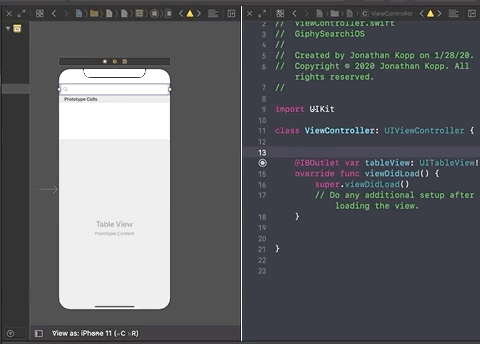 Prototype Cells
Table View
Prototype Content
View as: iPhone 11 (wC hR)
ViewController
2 // ViewController.swift
3 // GiphySearchiOS
4 //
5 // Created by Jonathan Kopp on 1/28/20.
6 // Copyright © 2020 Jonathan Kopp. All
rights reserved.
7 //
8
9 import UIKit
10
11 class ViewController: UIViewController {
12
13
@IBOutlet var tableView: UITableView!
15 override func viewDidLoad() {
16 super.viewDidLoad()
17 // Do any additional setup after
loading the view.
18 }
19
20
21 }
22
23